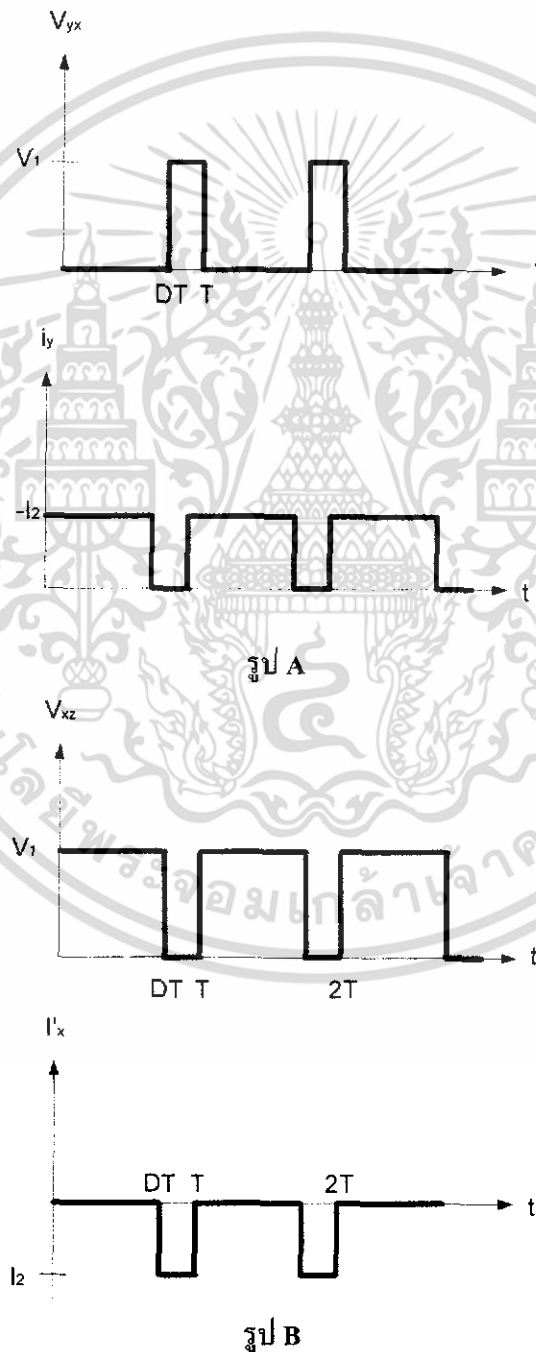 Vyx
V1
DT T
iy
-I2
t
รูป A
Vxz
V1
t
DT T 2T
I'x
DT T 2T
t
I2
รูป B